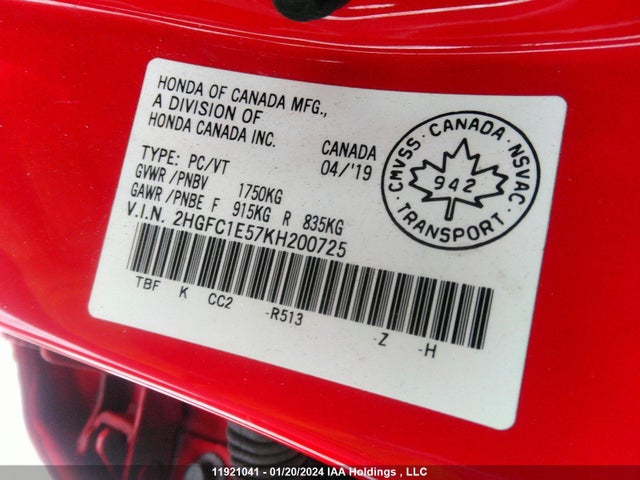 HONDA OF CANADA MFG.,
A DIVISION OF
HONDA CANADA INC.
CANADA
04/'19
TYPE: PC/VT
GVWR /PNBV 1750KG
GAWR /PNBE F 915KG R 835KG
V.I.N. 2HGFC1E57KH200725
TBF K CC2 -R513 -Z -H
CMVSS · CANADA · NSVAC
942
TRANSPORT
11921041 - 01/20/2024 IAA Holdings , LLC